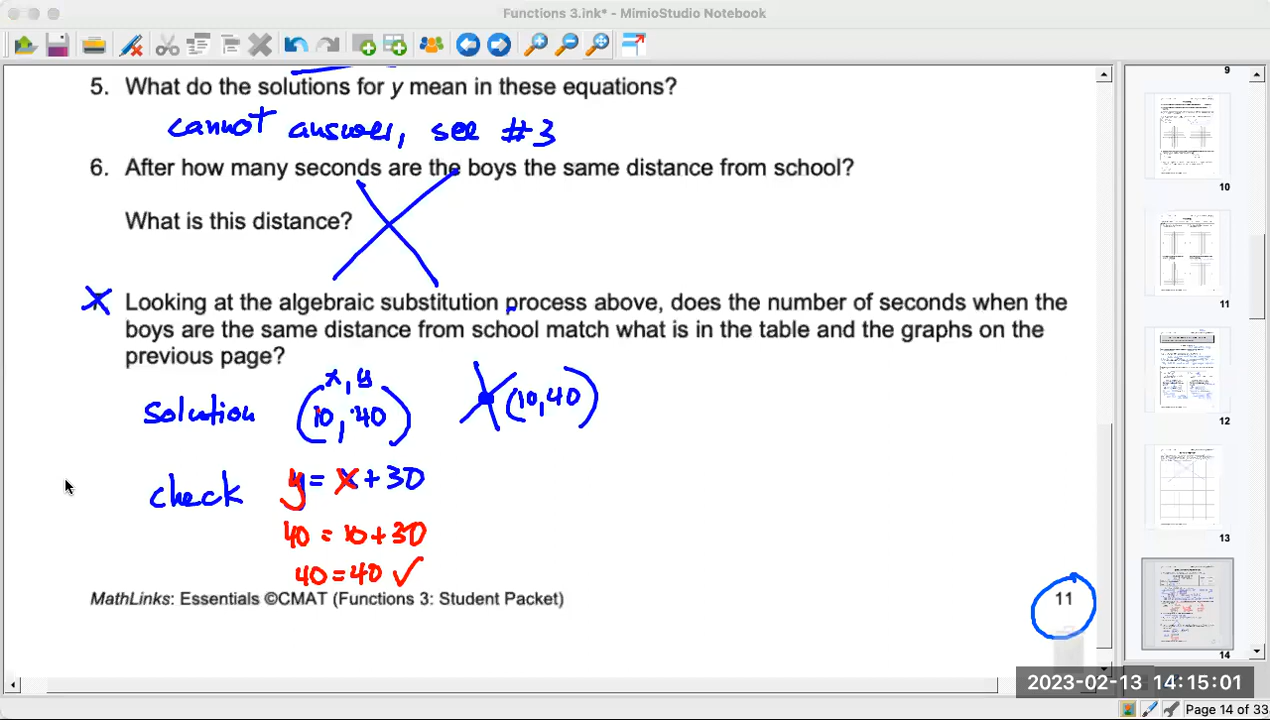 Functions 3.ink* - MimioStudio Notebook
5. What do the solutions for y mean in these equations?
cannot answer, see #3
6. After how many seconds are the boys the same distance from school?
What is this distance?
Looking at the algebraic substitution process above, does the number of seconds when the
boys are the same distance from school match what is in the table and the graphs on the
previous page?
x, y
solution (10, 40) (10,40)
check y = x + 30
40 = 10 + 30
40 = 40 ✓
MathLinks: Essentials ©CMAT (Functions 3: Student Packet)
11
9
10
11
12
13
14
2023-02-13 14:15:01
Page 14 of 33